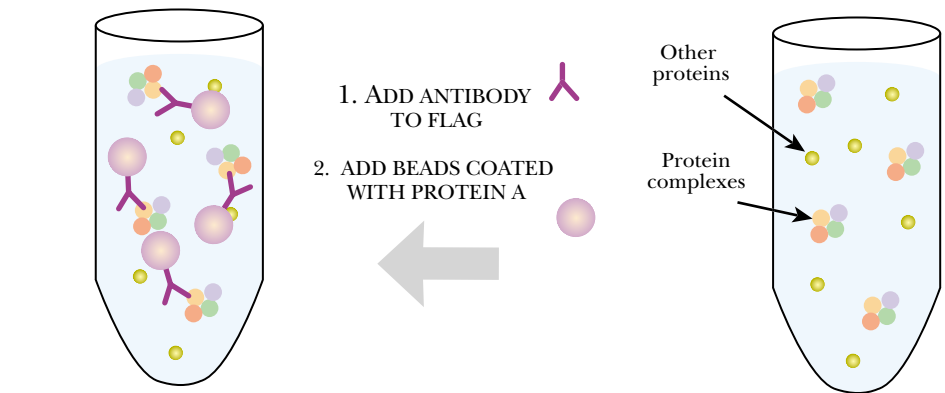 1. ADD ANTIBODY
TO FLAG
2. ADD BEADS COATED
WITH PROTEIN A
Other
proteins
Protein
complexes